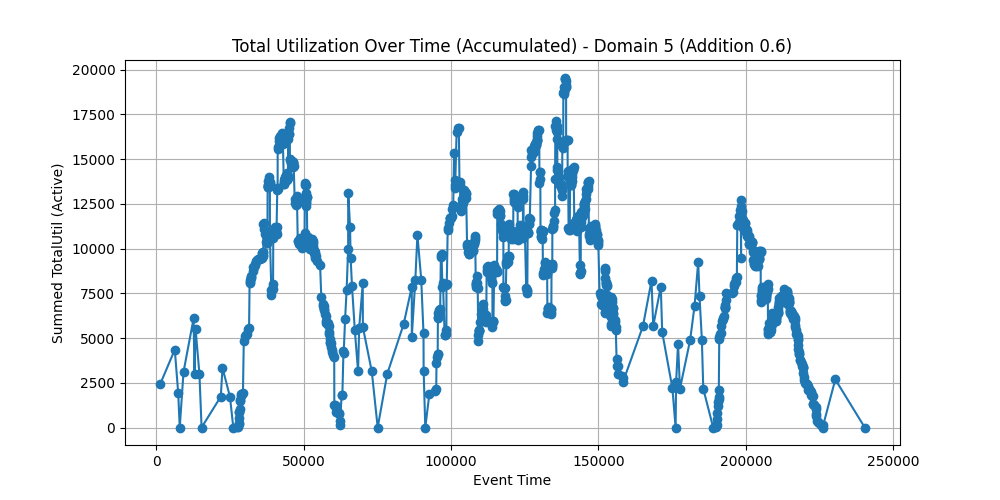 Total Utilization Over Time (Accumulated) - Domain 5 (Addition 0.6)
20000
17500
15000
12500
10000
7500
5000
2500
0
Summed TotalUtil (Active)
0 50000 100000 150000 200000 250000
Event Time